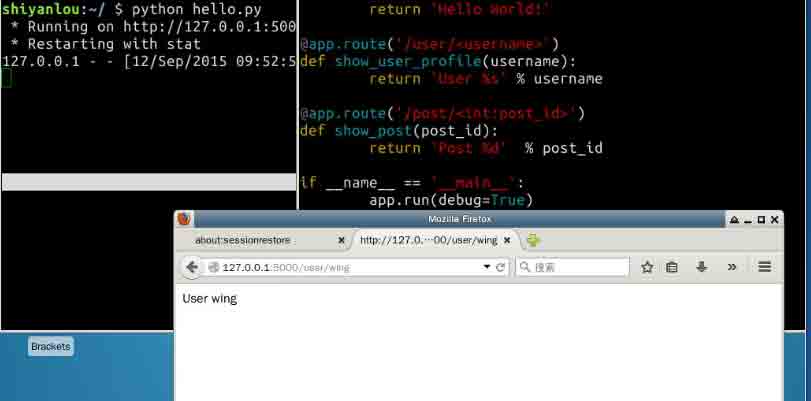 shiyanlou:~/ $ python hello.py
* Running on http://127.0.0.1:500
* Restarting with stat
127.0.0.1 - - [12/Sep/2015 09:52:5
return 'Hello World!'
@app.route('/user/<username>')
def show_user_profile(username):
return 'User %s' % username
@app.route('/post/<int:post_id>')
def show_post(post_id):
return 'Post %d'  % post_id
if __name__ == '__main__':
app.run(debug=True)
Mozilla Firefox
about:sessionrestore
http://127.0.···00/user/wing
127.0.0.1:5000/user/wing
搜索
User wing
Brackets